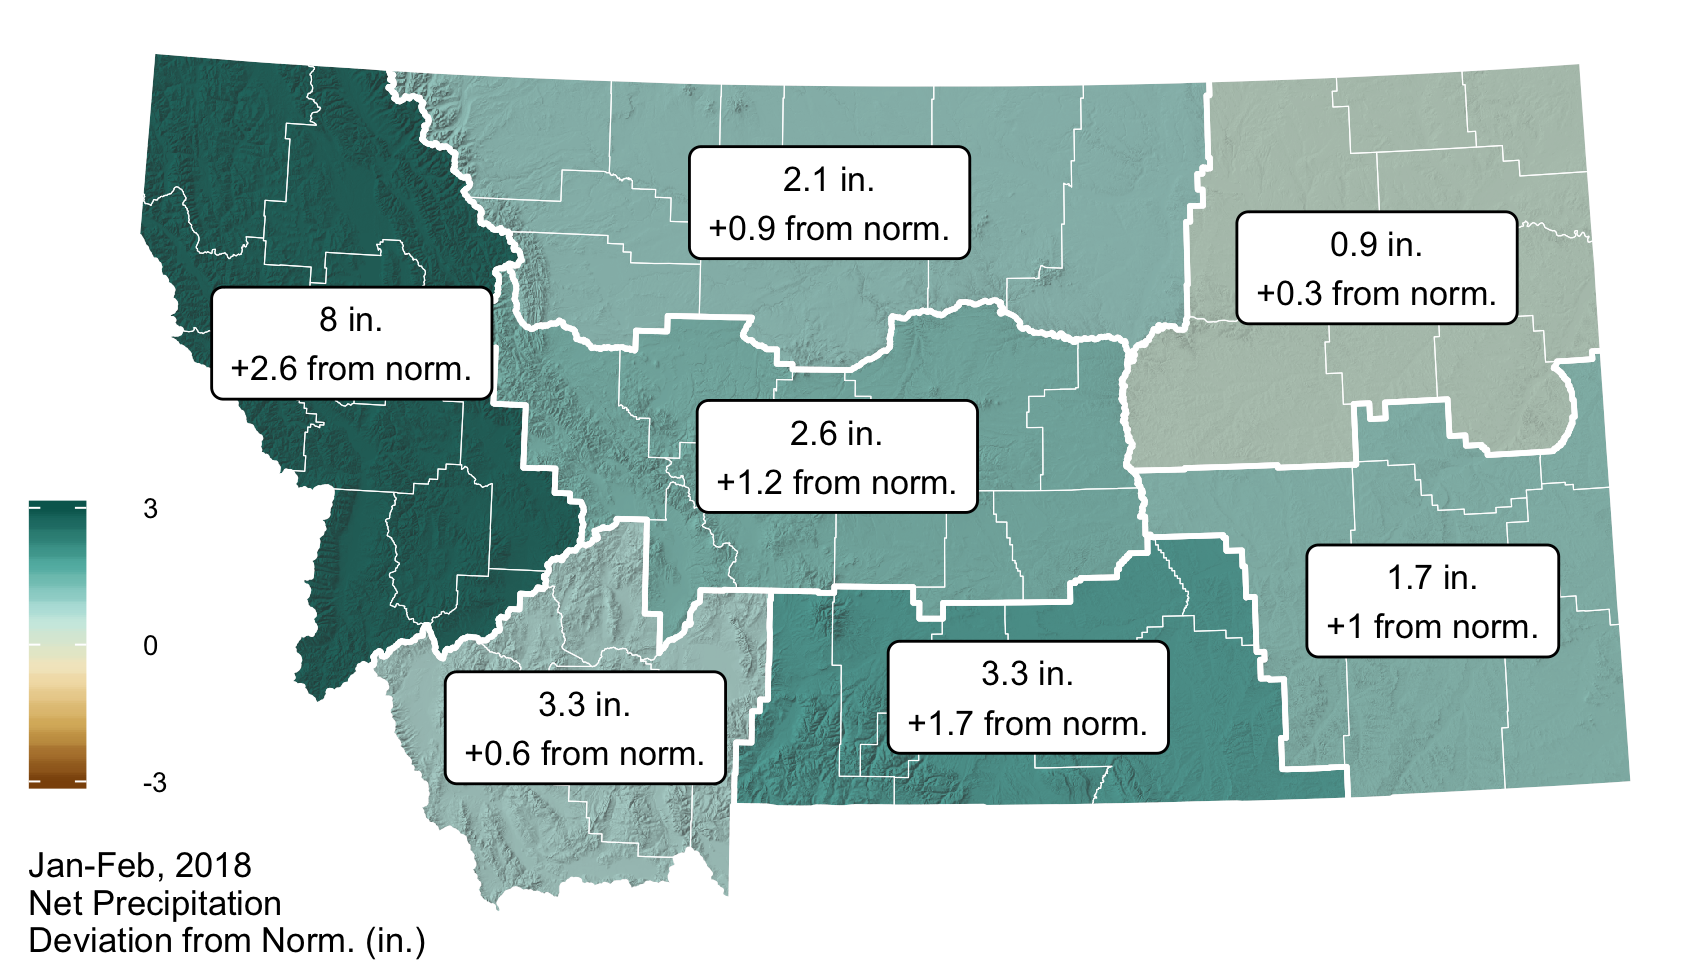 2.1 in.
+0.9 from norm.
0.9 in.
+0.3 from norm.
8 in.
+2.6 from norm.
2.6 in.
+1.2 from norm.
1.7 in.
+1 from norm.
3.3 in.
+1.7 from norm.
3.3 in.
+0.6 from norm.
3
0
-3
Jan-Feb, 2018
Net Precipitation
Deviation from Norm. (in.)